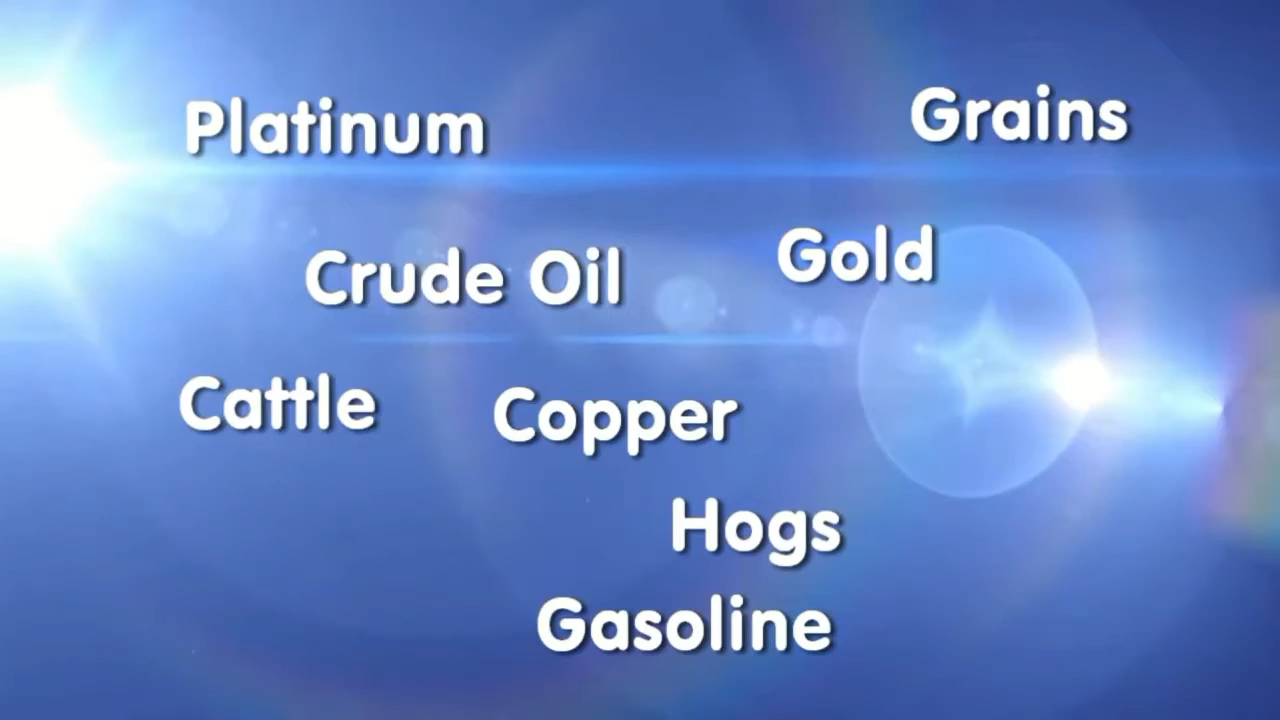 Platinum
Grains
Crude Oil
Gold
Cattle
Copper
Hogs
Gasoline